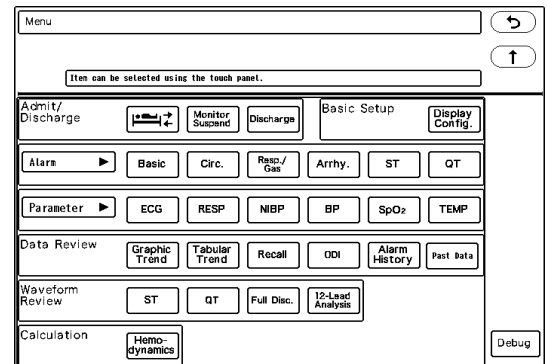 Menu
Item can be selected using the touch panel.
Admit/
Discharge
Monitor
Suspend
Discharge
Basic Setup
Display
Config.
Alarm
Basic
Circ.
Resp./
Gas
Arrhy.
ST
QT
Parameter
ECG
RESP
NIBP
BP
SpO2
TEMP
Data Review
Graphic
Trend
Tabular
Trend
Recall
ODI
Alarm
History
Past Data
Waveform
Review
ST
QT
Full Disc.
12-Lead
Analysis
Calculation
Hemo-
dynamics
Debug